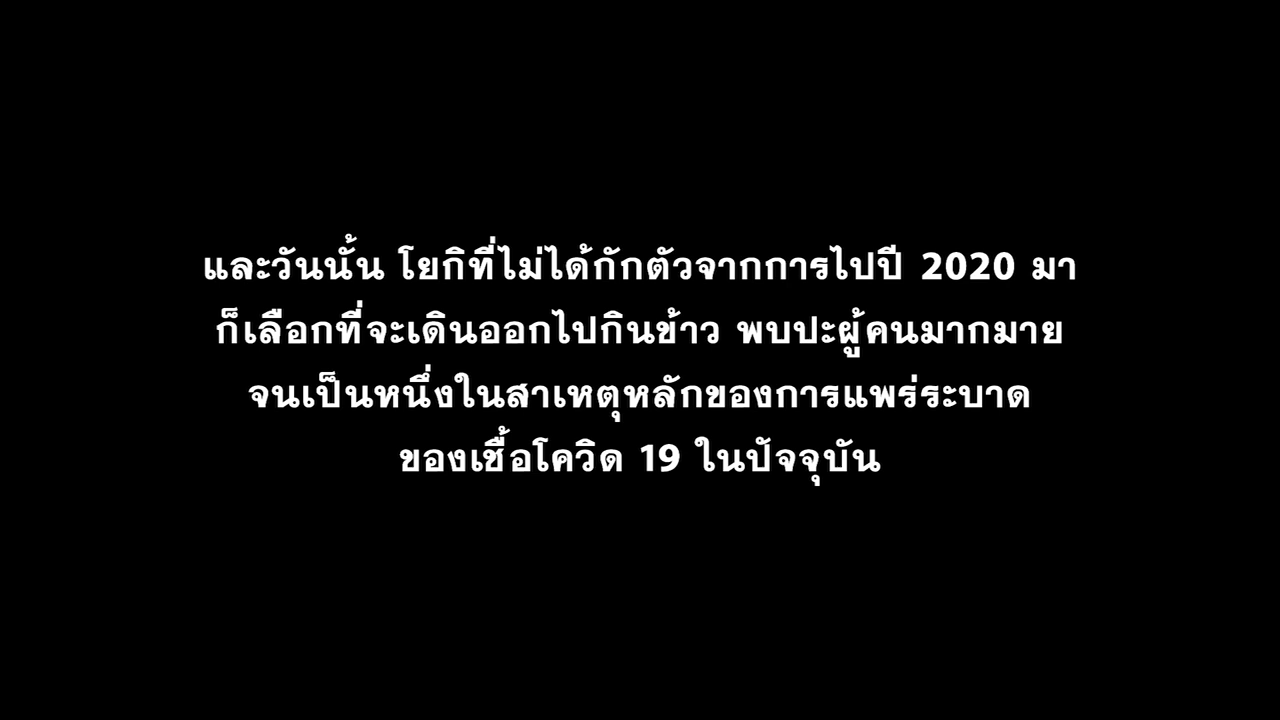 และวันนั้น โยกิที่ไม่ได้กักตัวจากการไปปี 2020 มา
ก็เลือกที่จะเดินออกไปกินข้าว พบปะผู้คนมากมาย
จนเป็นหนึ่งในสาเหตุหลักของการแพร่ระบาด
ของเชื้อโควิด 19 ในปัจจุบัน